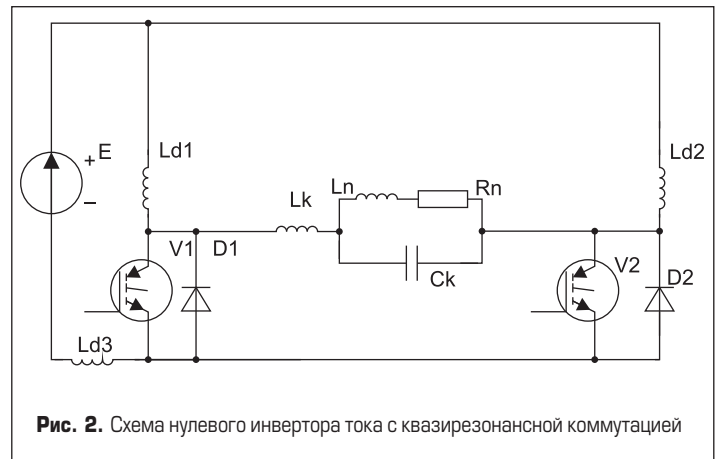 + E
−
Ld1
Ld2
Lk
Ln
Rn
Ck
V1
D1
V2
D2
Ld3
Рис. 2. Схема нулевого инвертора тока с квазирезонансной коммутацией